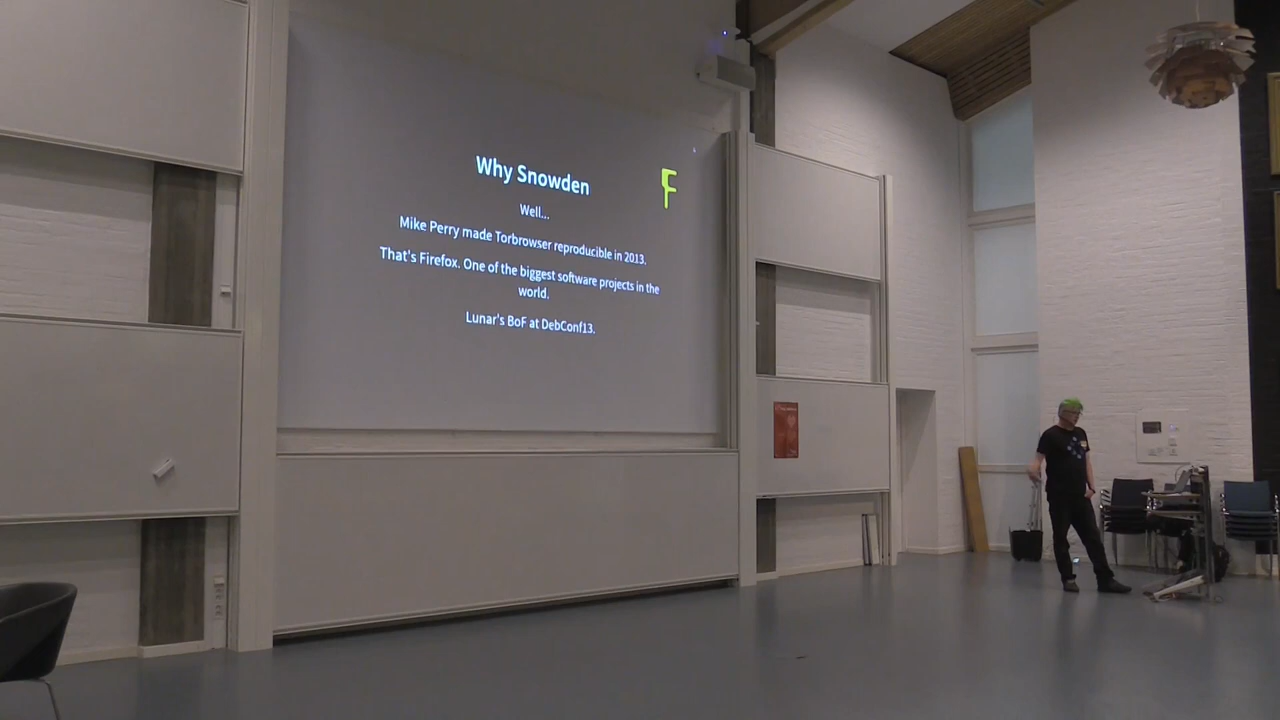 Why Snowden
F
Well...
Mike Perry made Torbrowser reproducible in 2013.
That's Firefox. One of the biggest software projects in the
world.
Lunar's BoF at DebConf13.